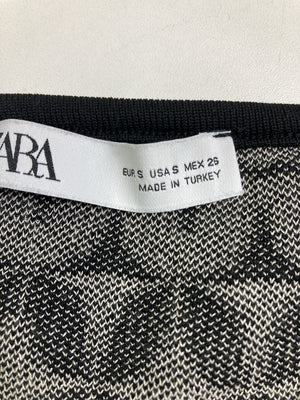 ZARA
EUR S USA S MEX 26
MADE IN TURKEY